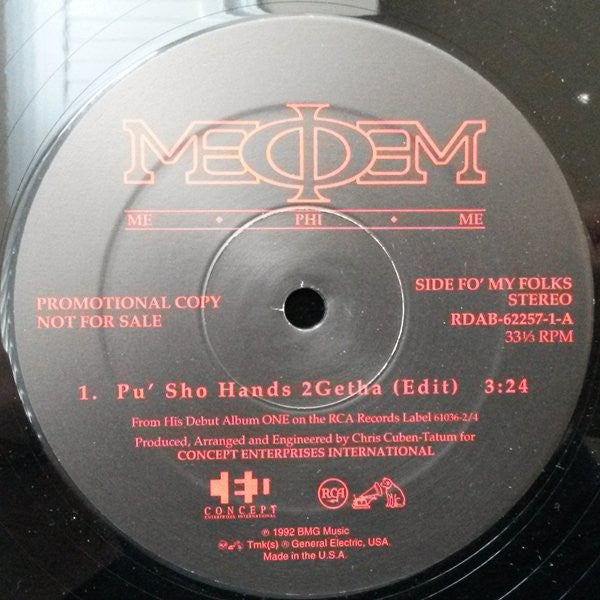 MEΦEM
ME ◆ PHI ◆ ME
PROMOTIONAL COPY
NOT FOR SALE
SIDE FO' MY FOLKS
STEREO
RDAB-62257-1-A
33⅓ RPM
1. Pu' Sho Hands 2Getha (Edit) 3:24
From His Debut Album ONE on the RCA Records Label 61036-2/4
Produced, Arranged and Engineered by Chris Cuben-Tatum for
CONCEPT ENTERPRISES INTERNATIONAL
CONCEPT
ENTERPRISES INTERNATIONAL
RCA
℗ 1992 BMG Music
Tmk(s) ® General Electric, USA.
Made in the U.S.A.